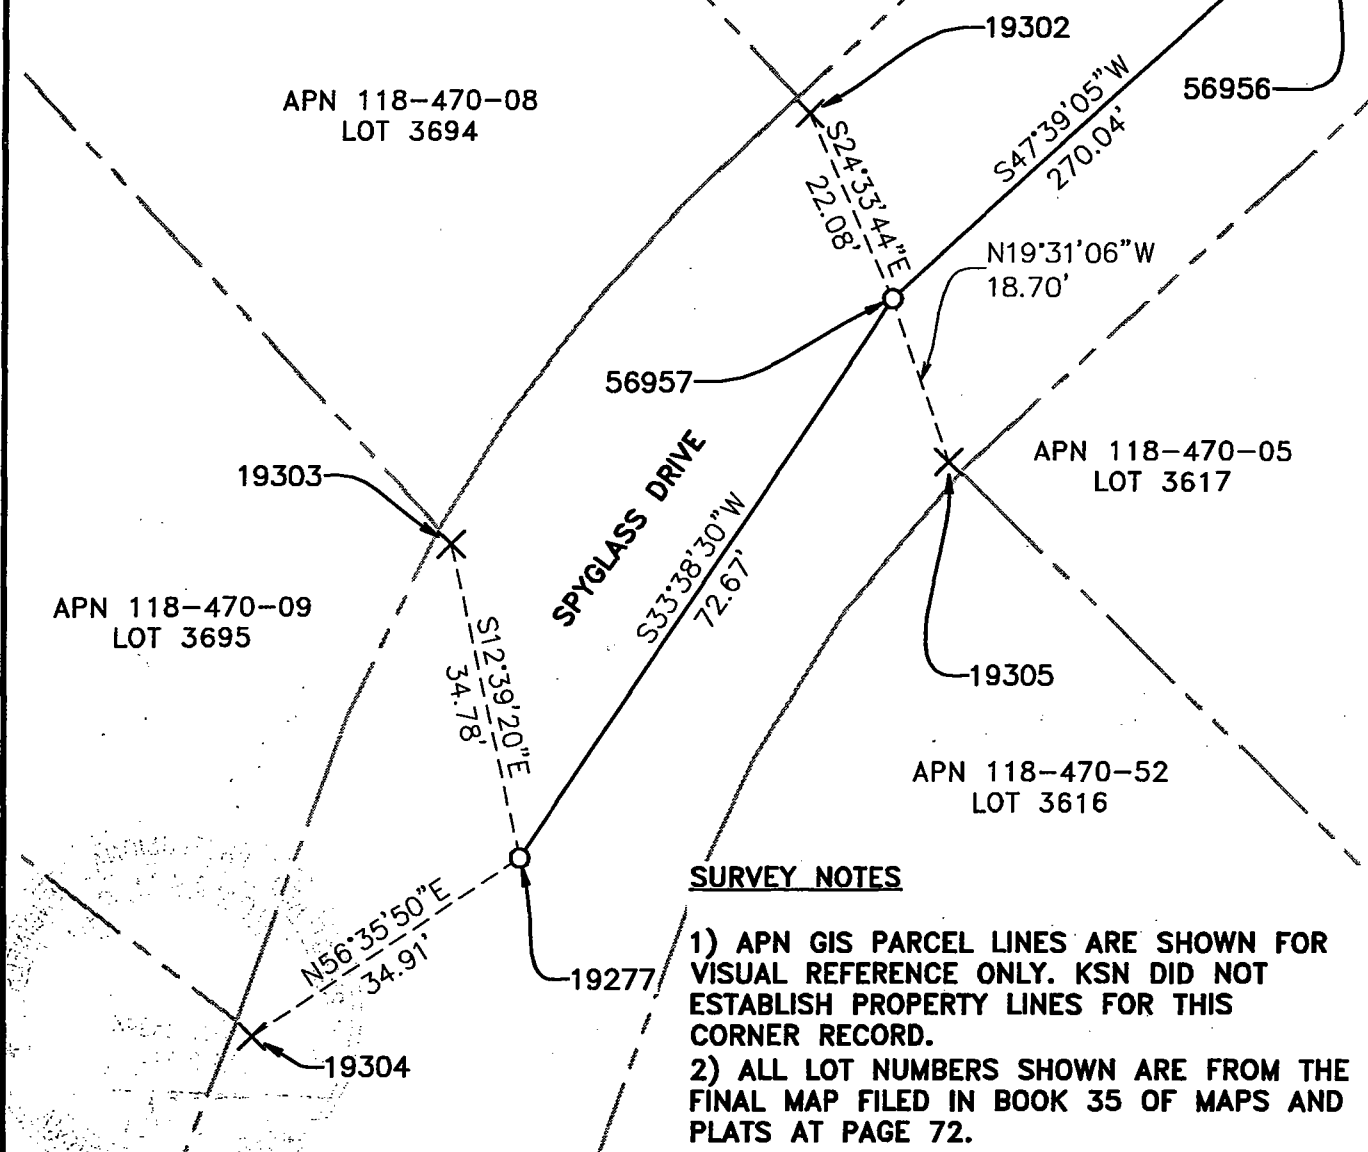 19302
56956
APN 118-470-08
LOT 3694
S47°39'05"W
270.04'
S24°33'44"E
22.08'
N19°31'06"W
18.70'
56957
APN 118-470-05
LOT 3617
19303
SPYGLASS DRIVE
S33°38'30"W
72.67'
APN 118-470-09
LOT 3695
S12°39'20"E
34.78'
19305
APN 118-470-52
LOT 3616
N56°35'50"E
34.91'
19277
19304
SURVEY NOTES
1) APN GIS PARCEL LINES ARE SHOWN FOR
VISUAL REFERENCE ONLY. KSN DID NOT
ESTABLISH PROPERTY LINES FOR THIS
CORNER RECORD.
2) ALL LOT NUMBERS SHOWN ARE FROM THE
FINAL MAP FILED IN BOOK 35 OF MAPS AND
PLATS AT PAGE 72.